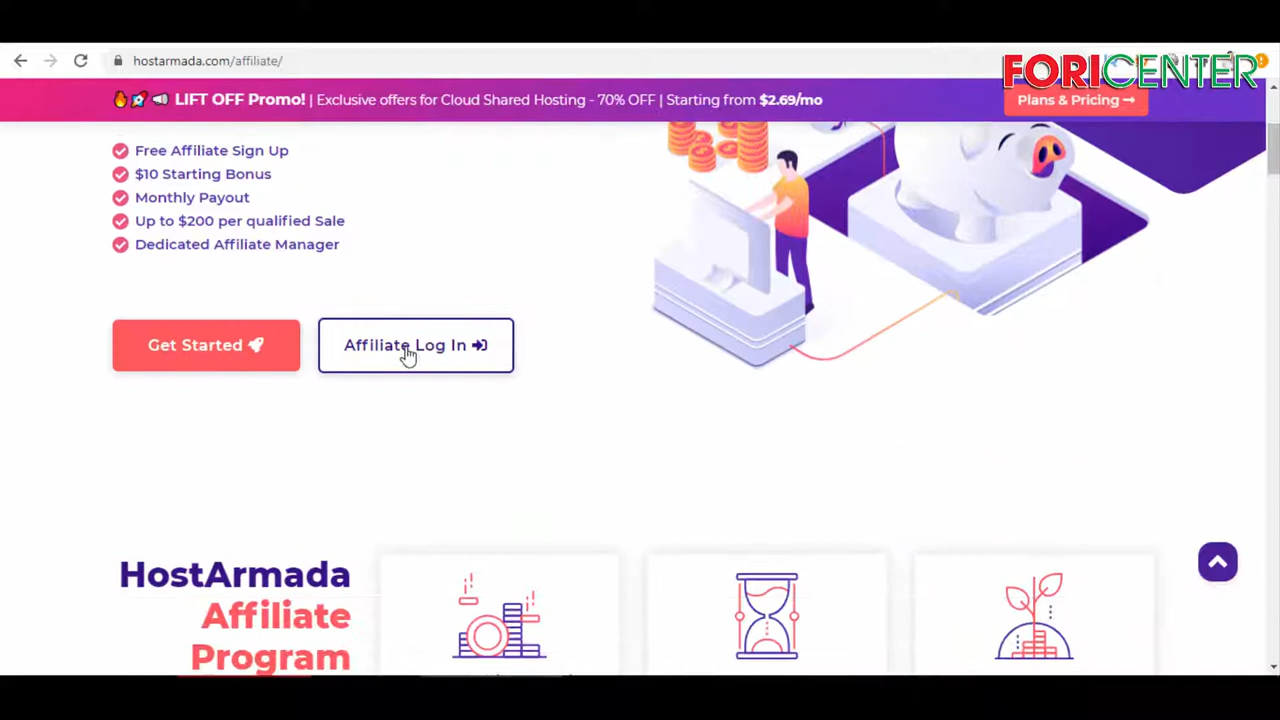 hostarmada.com/affiliate/
FORICENTER
LIFT OFF Promo! | Exclusive offers for Cloud Shared Hosting - 70% OFF | Starting from $2.69/mo
Plans & Pricing →
Free Affiliate Sign Up
$10 Starting Bonus
Monthly Payout
Up to $200 per qualified Sale
Dedicated Affiliate Manager
Get Started
Affiliate Log In
HostArmada
Affiliate
Program